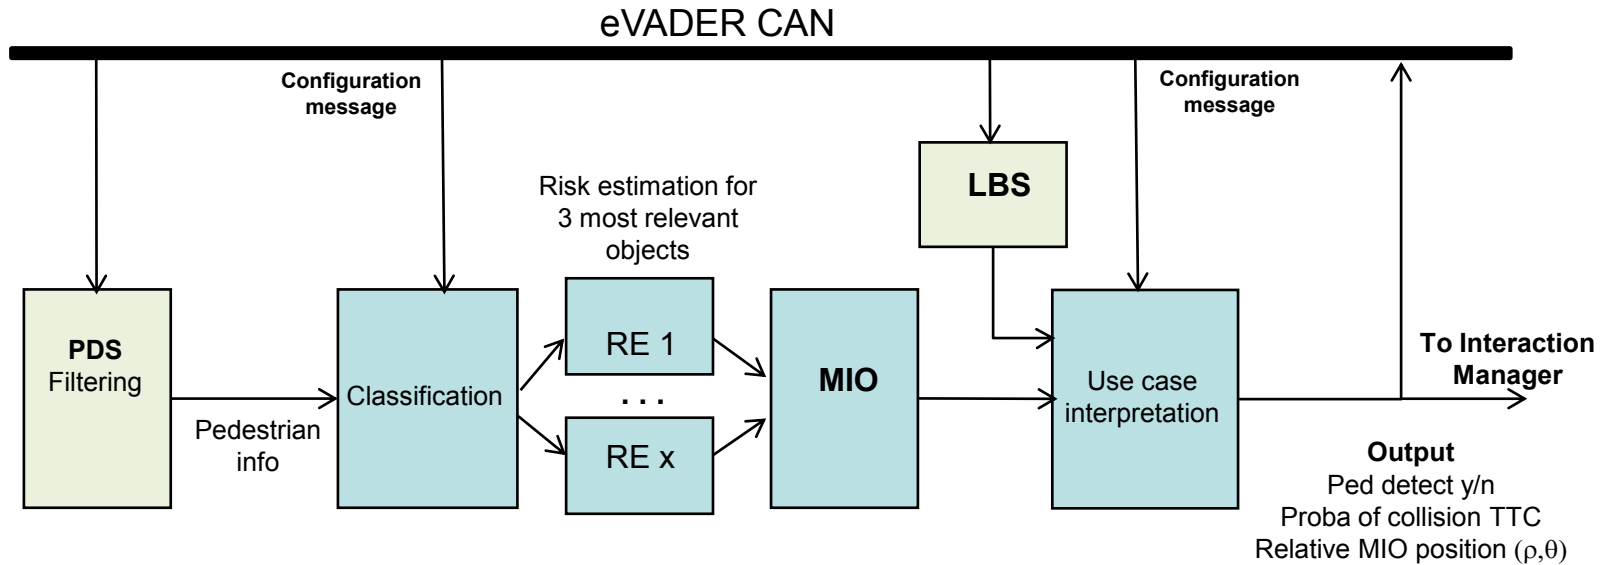 eVADER CAN
Configuration
message
Configuration
message
LBS
Risk estimation for
3 most relevant
objects
PDS
Filtering
Pedestrian
info
Classification
RE 1
. . .
RE x
MIO
Use case
interpretation
To Interaction
Manager
Output
Ped detect y/n
Proba of collision TTC
Relative MIO position (ρ,θ)